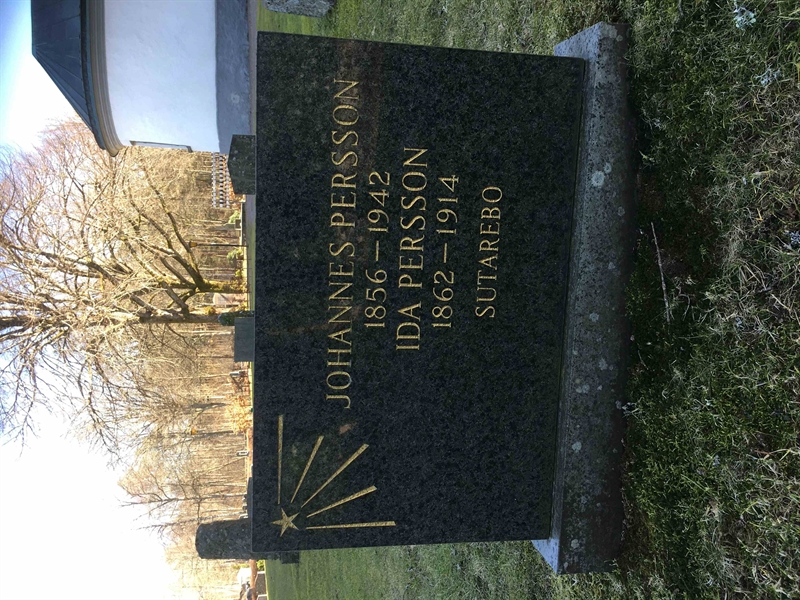 JOHANNES PERSSON
1856–1942
IDA PERSSON
1862–1914
SUTAREBO